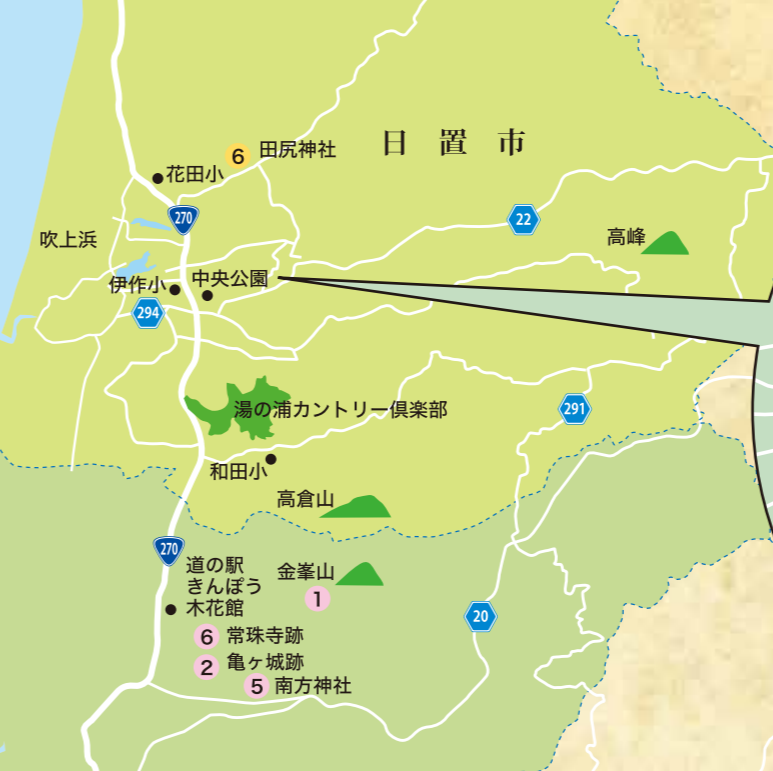 6 田尻神社
日置市
花田小
270
22
吹上浜
高峰
伊作小
中央公園
294
湯の浦カントリー倶楽部
291
和田小
高倉山
270
道の駅
きんぽう
木花館
金峯山
1
20
6 常珠寺跡
2 亀ヶ城跡
5 南方神社